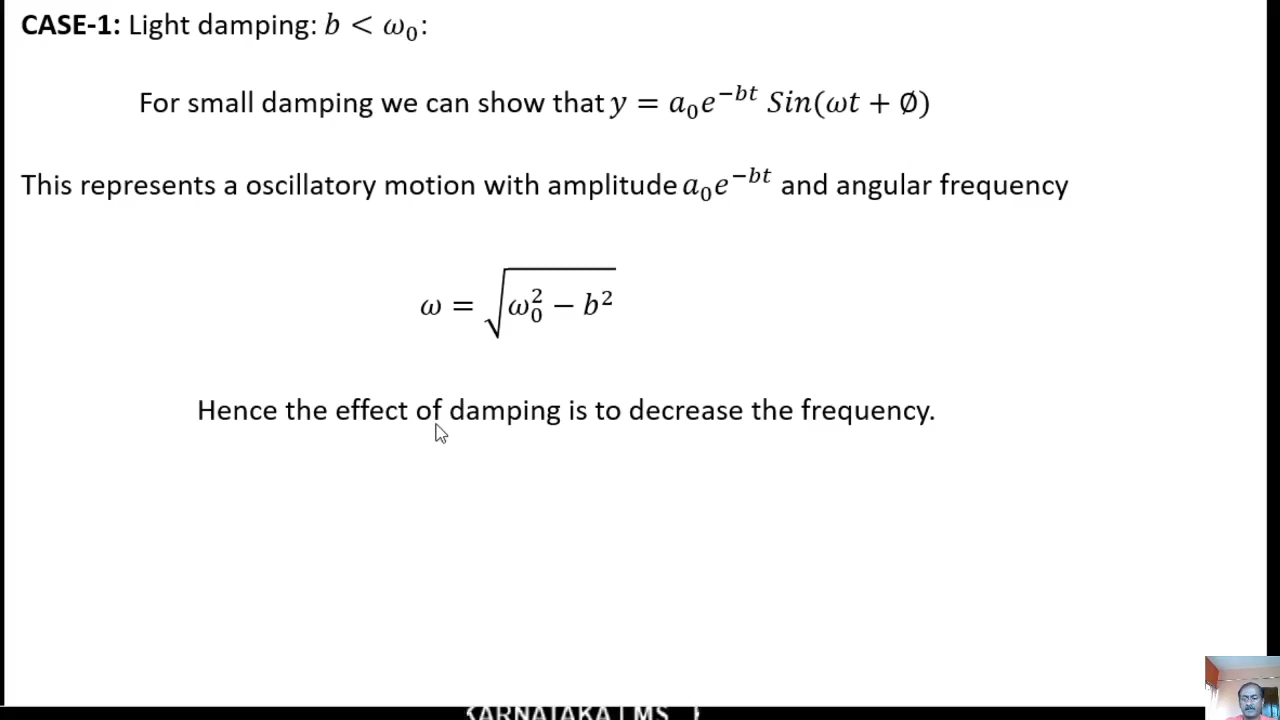 CASE-1: Light damping: b < ω₀:
For small damping we can show that y = a₀e⁻ᵇᵗ Sin(ωt + ∅)
This represents a oscillatory motion with amplitude a₀e⁻ᵇᵗ and angular frequency
ω = √(ω₀² − b²)
Hence the effect of damping is to decrease the frequency.
KARNATAKA LMS